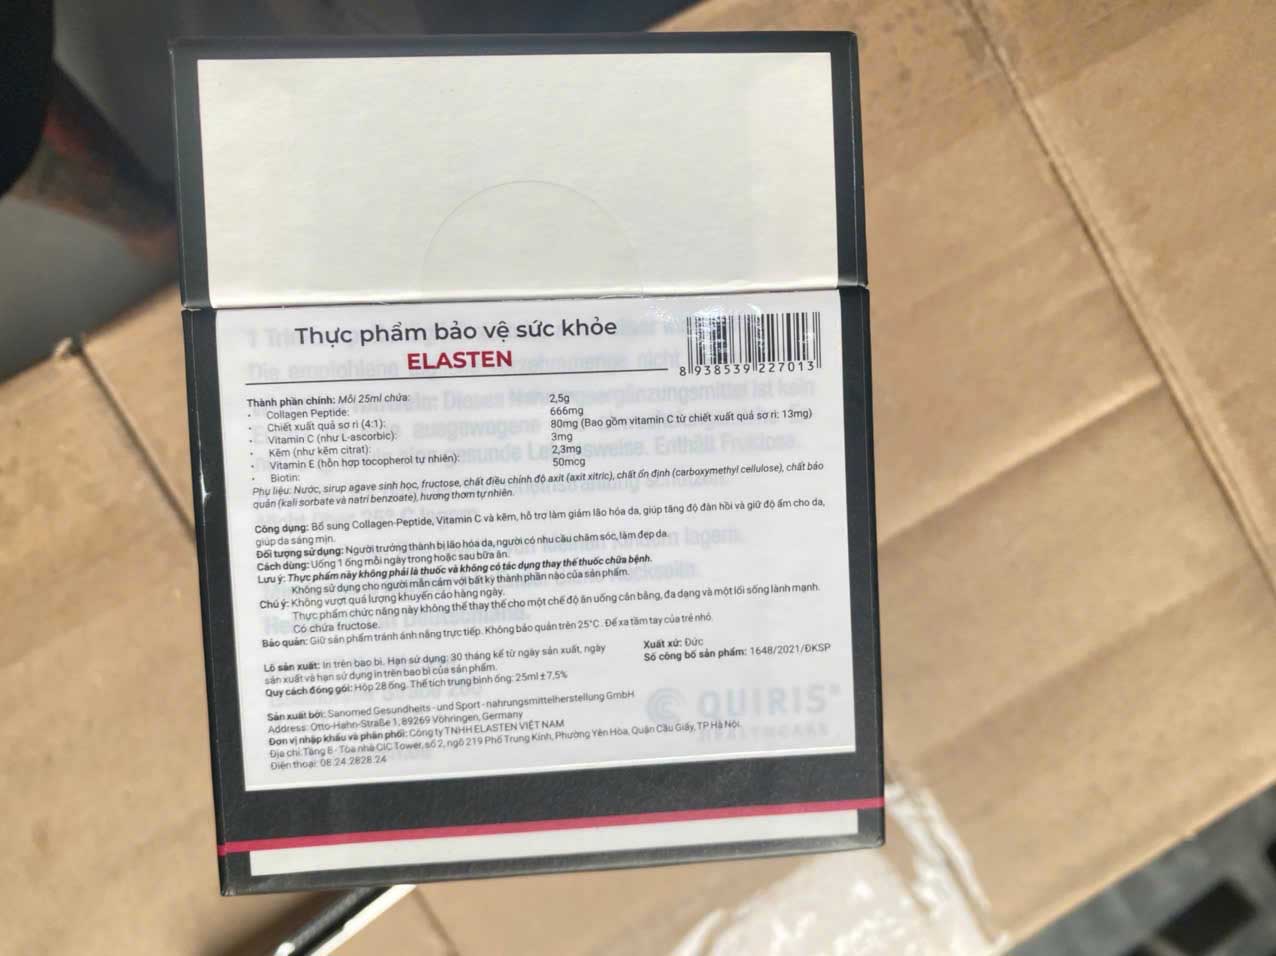 Thực phẩm bảo vệ sức khỏe
ELASTEN
8 938539 227013
Thành phần chính: Mỗi 25ml chứa:
• Collagen Peptide: 2,5g
• Chiết xuất quả sơ ri (4:1): 666mg
• Vitamin C (như L-ascorbic): 80mg (Bao gồm vitamin C từ chiết xuất quả sơ ri: 13mg)
• Kẽm (như kẽm citrat): 3mg
• Vitamin E (hỗn hợp tocopherol tự nhiên): 2,3mg
• Biotin: 50mcg
Phụ liệu: Nước, sirup agave sinh học, fructose, chất điều chỉnh độ axit (axit xitric), chất ổn định (carboxymethyl cellulose), chất bảo
quản (kali sorbate và natri benzoate), hương thơm tự nhiên.
Công dụng: Bổ sung Collagen-Peptide, Vitamin C và kẽm, hỗ trợ làm giảm lão hóa da, giúp tăng độ đàn hồi và giữ độ ẩm cho da,
giúp da sáng mịn.
Đối tượng sử dụng: Người trưởng thành bị lão hóa da, người có nhu cầu chăm sóc, làm đẹp da.
Cách dùng: Uống 1 ống mỗi ngày trong hoặc sau bữa ăn.
Lưu ý: Thực phẩm này không phải là thuốc và không có tác dụng thay thế thuốc chữa bệnh.
Không sử dụng cho người mẫn cảm với bất kỳ thành phần nào của sản phẩm.
Chú ý: Không vượt quá lượng khuyến cáo hàng ngày.
Thực phẩm chức năng này không thể thay thế cho một chế độ ăn uống cân bằng, đa dạng và một lối sống lành mạnh.
Có chứa fructose.
Bảo quản: Giữ sản phẩm tránh ánh nắng trực tiếp. Không bảo quản trên 25°C. Để xa tầm tay của trẻ nhỏ.
Lô sản xuất: In trên bao bì. Hạn sử dụng: 30 tháng kể từ ngày sản xuất, ngày
sản xuất và hạn sử dụng in trên bao bì của sản phẩm.
Quy cách đóng gói: Hộp 28 ống. Thể tích trung bình ống: 25ml ± 7,5%
Xuất xứ: Đức
Số công bố sản phẩm: 1648/2021/ĐKSP
Sản xuất bởi: Sanomed Gesundheits - und Sport - nahrungsmittelherstellung GmbH
Address: Otto-Hahn-Straße 1, 89269 Vöhringen, Germany
Đơn vị nhập khẩu và phân phối: Công ty TNHH ELASTEN VIỆT NAM
Địa chỉ: Tầng 8 - Tòa nhà CIC Tower, số 2, ngõ 219 Phố Trung Kính, Phường Yên Hòa, Quận Cầu Giấy, TP Hà Nội.
Điện thoại: 08.24.2828.24
QUIRIS®
HEALTHCARE